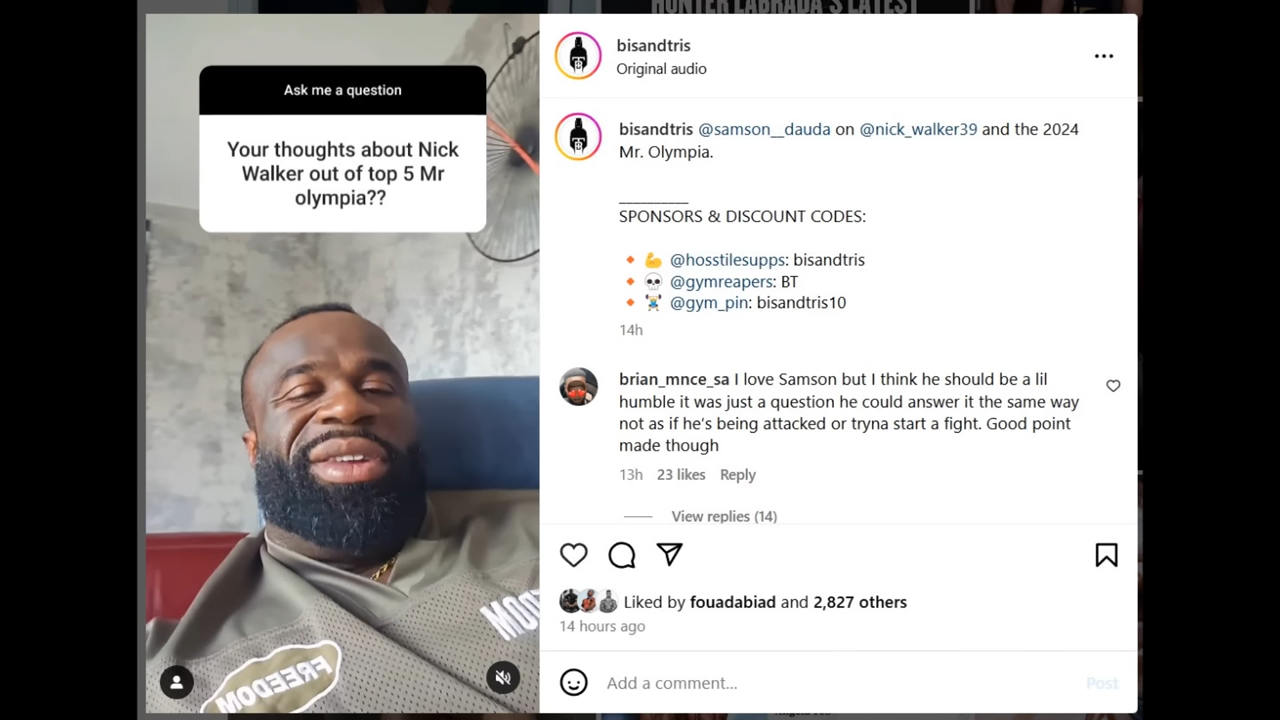 HUNTER LABRADA'S LATEST
Ask me a question
Your thoughts about Nick
Walker out of top 5 Mr
olympia??
FREEDOM
bisandtris
Original audio
bisandtris @samson__dauda on @nick_walker39 and the 2024
Mr. Olympia.
__________
SPONSORS & DISCOUNT CODES:
🔸💪 @hosstilesupps: bisandtris
🔸💀 @gymreapers: BT
🔸🏋️ @gym_pin: bisandtris10
14h
brian_mnce_sa I love Samson but I think he should be a lil
humble it was just a question he could answer it the same way
not as if he's being attacked or tryna start a fight. Good point
made though
13h 23 likes Reply
View replies (14)
Liked by fouadabiad and 2,827 others
14 hours ago
Add a comment... Post